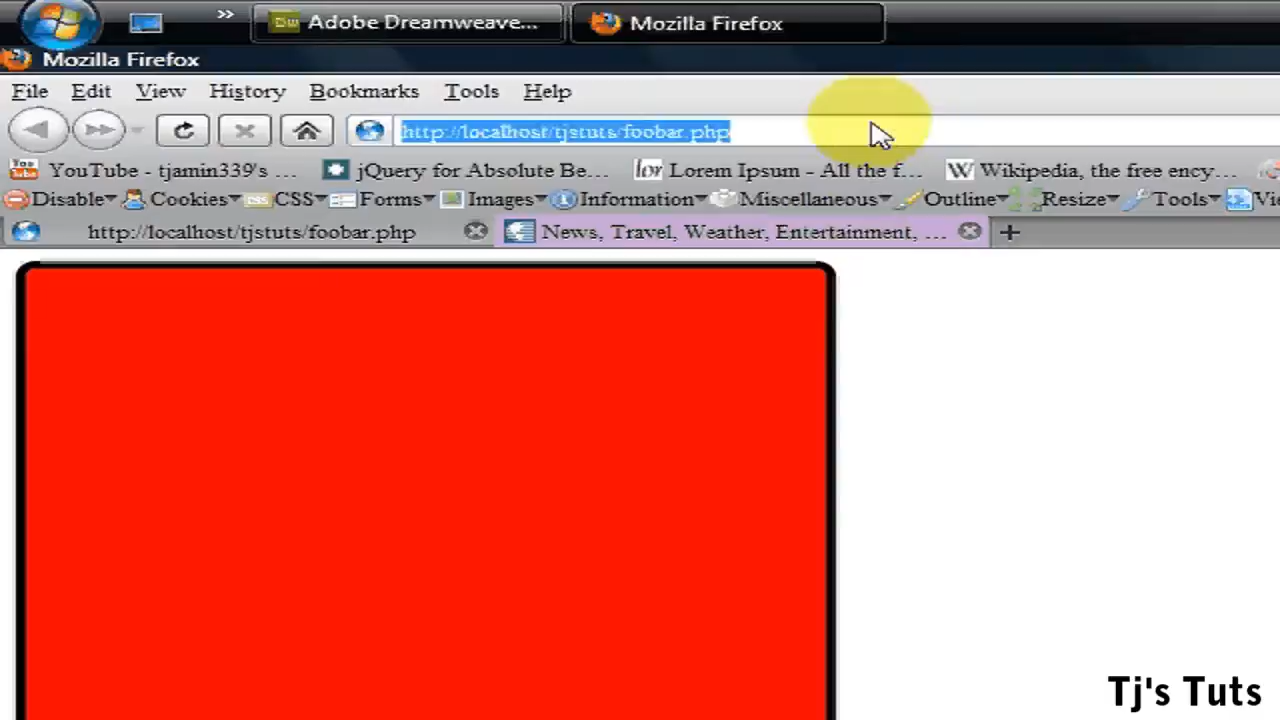 Dw Adobe Dreamweave... Mozilla Firefox
Mozilla Firefox
File Edit View History Bookmarks Tools Help
http://localhost/tjstuts/foobar.php
YouTube - tjamin339's ... jQuery for Absolute Be... lor Lorem Ipsum - All the f... W Wikipedia, the free ency...
Disable Cookies CSS Forms Images Information Miscellaneous Outline Resize Tools
http://localhost/tjstuts/foobar.php News, Travel, Weather, Entertainment, ...
Tj's Tuts